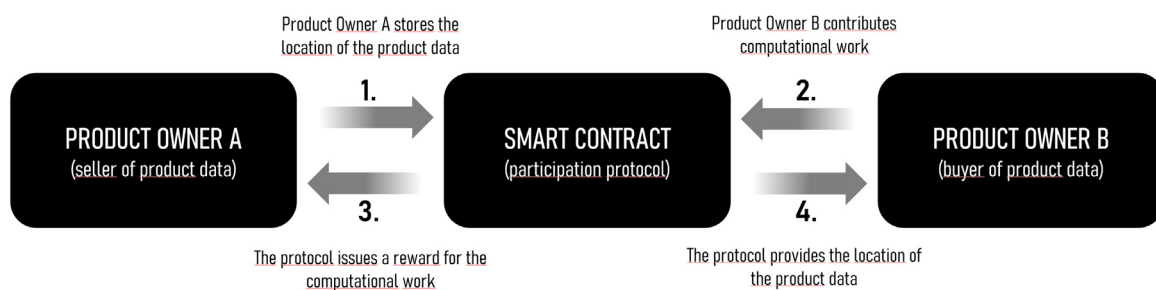 Product Owner A stores the
location of the product data
Product Owner B contributes
computational work
1.
2.
PRODUCT OWNER A
(seller of product data)
SMART CONTRACT
(participation protocol)
PRODUCT OWNER B
(buyer of product data)
3.
4.
The protocol issues a reward for the
computational work
The protocol provides the location of
the product data